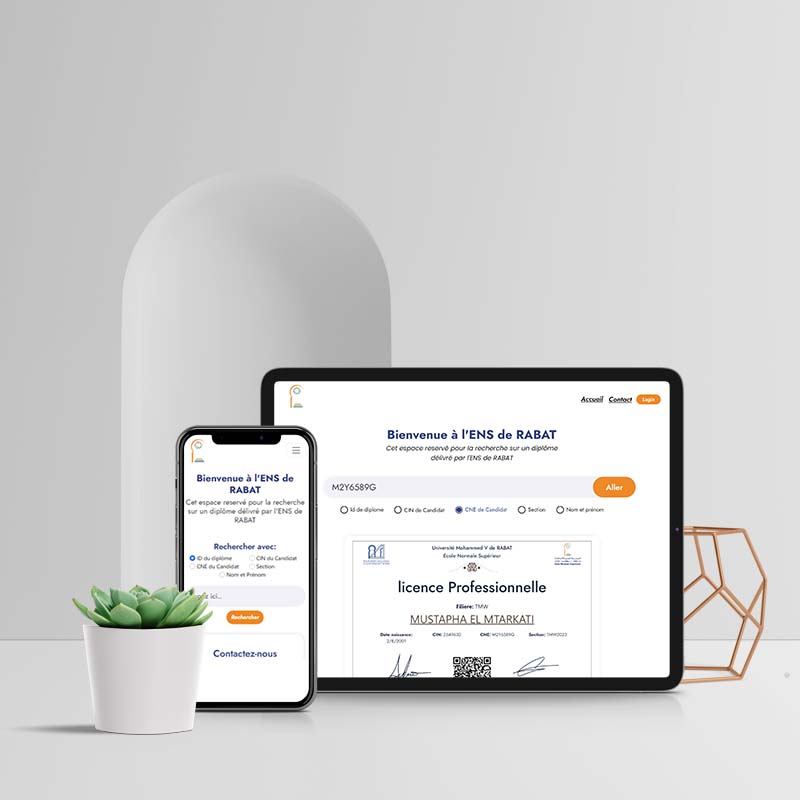 Accueil Contact Login
Bienvenue à l'ENS de RABAT
Cet espace reservé pour la recherche sur un diplôme
délivré par l'ENS de RABAT
M2Y6589G Aller
Id de diplome CIN de Candidat CNE de Candidat Section Nom et prénom
Université Mohammed V de RABAT
École Normale Supérieur
licence Professionnelle
Filiere: TMW
MUSTAPHA EL MTARKATI
Date naissance: CIN: CNE: M2Y6589G Section: TMW2023
2/8/2001
Bienvenue à l'ENS de
RABAT
Cet espace reservé pour la recherche
sur un diplôme délivré par l'ENS de
RABAT
Rechercher avec:
ID du diplôme CIN du Candidat
CNE du Candidat Section
Nom et Prénom
ici...
Rechercher
Contactez-nous